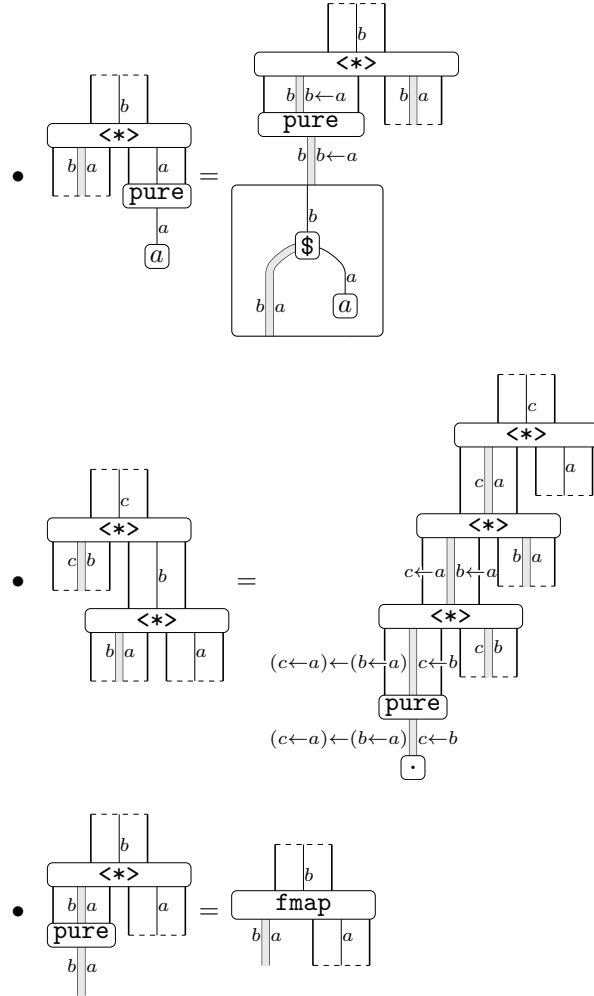 b
<*>
b b←a b a
b
<*>
pure
b a a
b b←a
• pure =
a
b
$
a
a
b a
a
c
<*>
c
c a a
<*>
<*>
c b b
c←a b←a b a
• =
<*>
<*>
b a a
(c←a)←(b←a) c←b c b
pure
(c←a)←(b←a) c←b
.
b
<*>
b
b a a
fmap
• pure =
b a a
b a